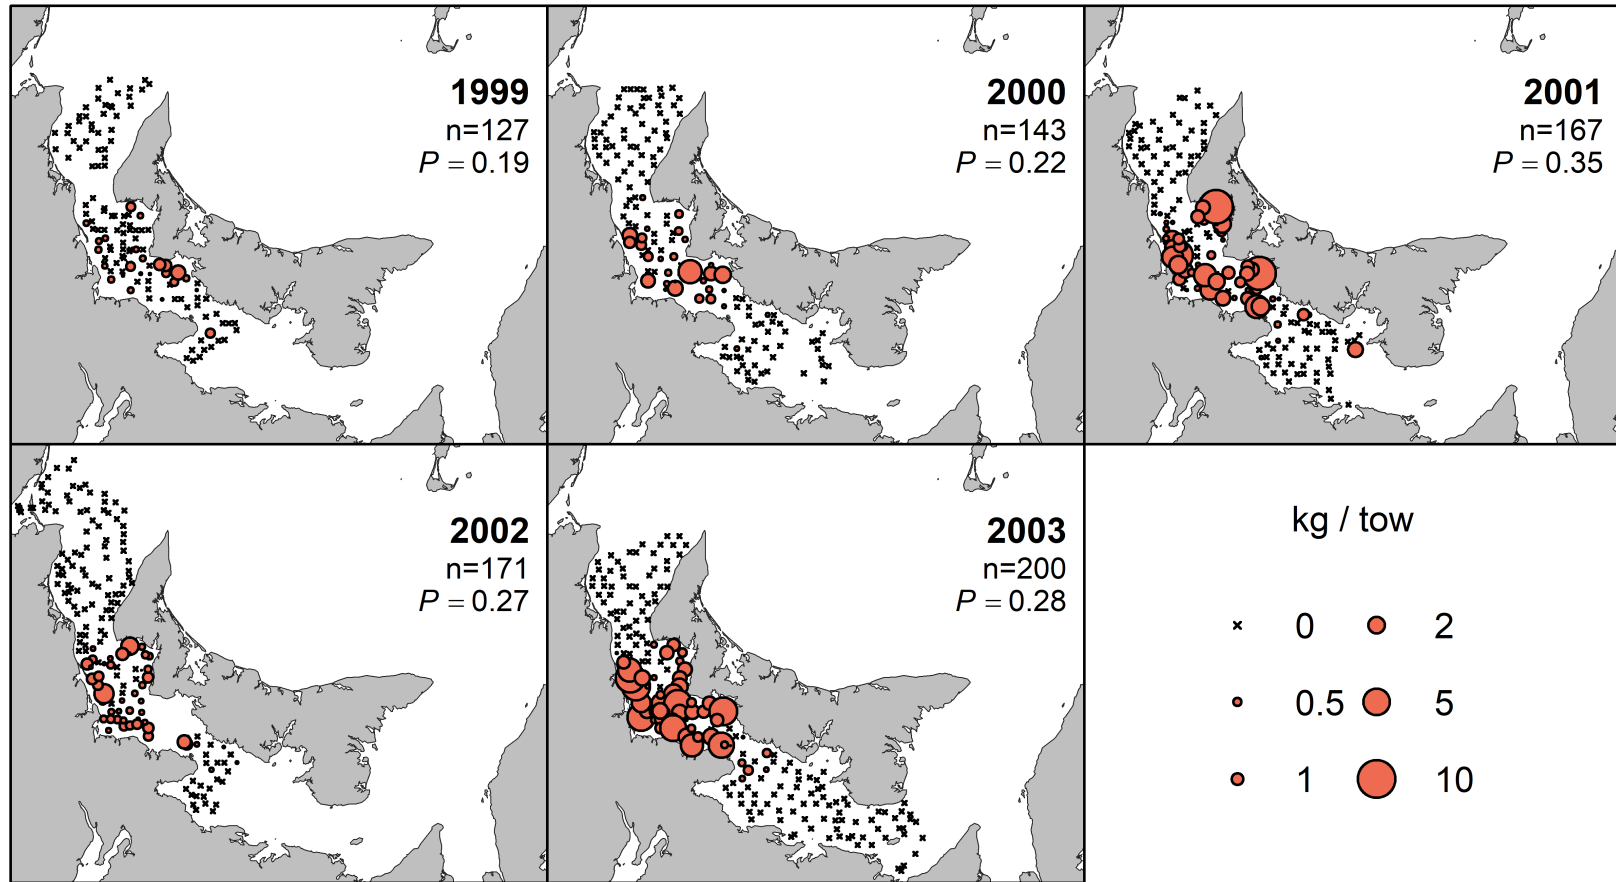 1999
n=127
P = 0.19
2000
n=143
P = 0.22
2001
n=167
P = 0.35
2002
n=171
P = 0.27
2003
n=200
P = 0.28
kg / tow
0 2
0.5 5
1 10